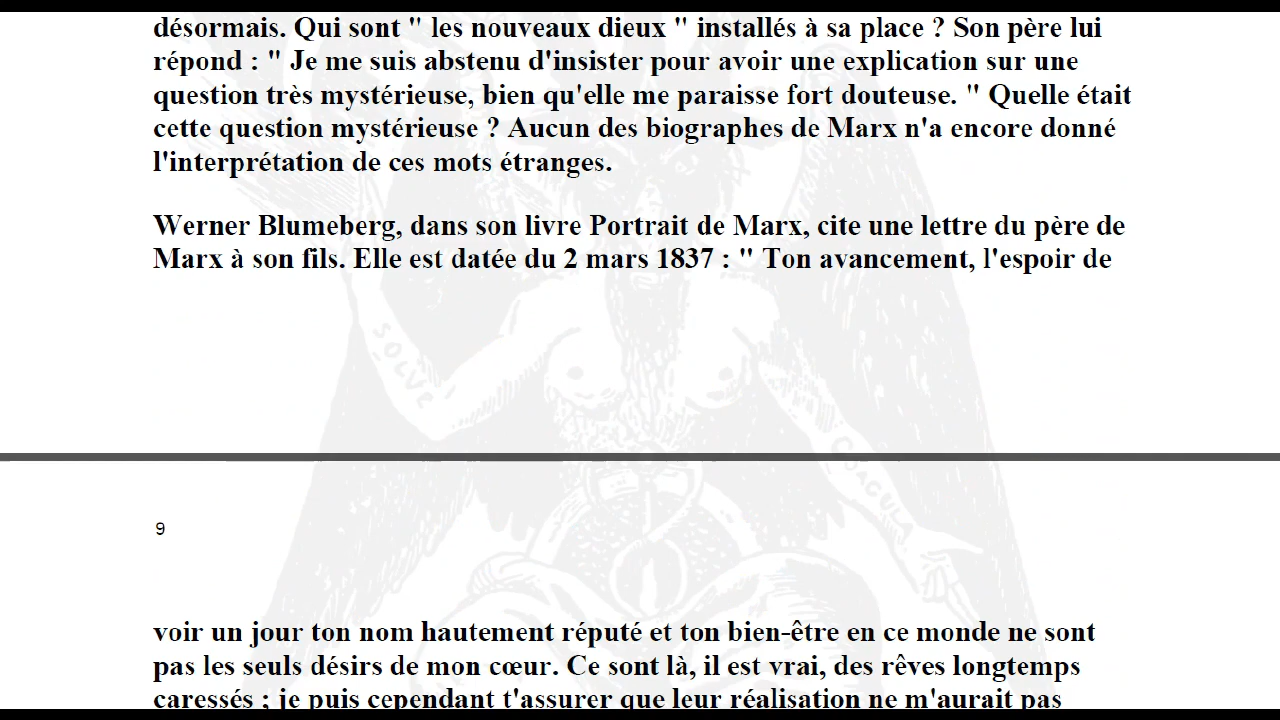 désormais. Qui sont " les nouveaux dieux " installés à sa place ? Son père lui
répond : " Je me suis abstenu d'insister pour avoir une explication sur une
question très mystérieuse, bien qu'elle me paraisse fort douteuse. " Quelle était
cette question mystérieuse ? Aucun des biographes de Marx n'a encore donné
l'interprétation de ces mots étranges.
Werner Blumeberg, dans son livre Portrait de Marx, cite une lettre du père de
Marx à son fils. Elle est datée du 2 mars 1837 : " Ton avancement, l'espoir de
SOLVE
COAGULA
9
voir un jour ton nom hautement réputé et ton bien-être en ce monde ne sont
pas les seuls désirs de mon cœur. Ce sont là, il est vrai, des rêves longtemps
caressés ; je puis cependant t'assurer que leur réalisation ne m'aurait pas